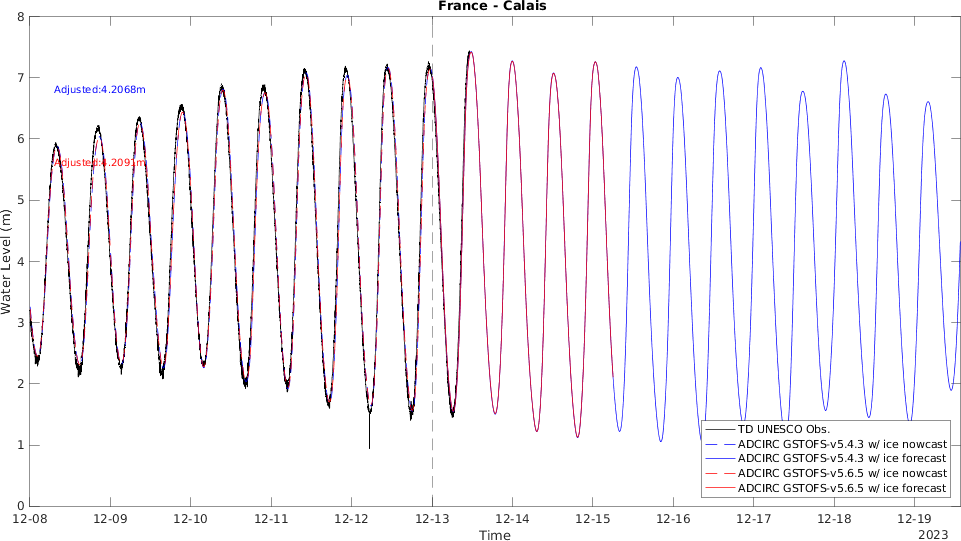 France - Calais
8
7
6
5
4
3
2
1
0
Water Level (m)
Adjusted:4.2068m
Adjusted:4.2091m
TD UNESCO Obs.
ADCIRC GSTOFS-v5.4.3 w/ ice nowcast
ADCIRC GSTOFS-v5.4.3 w/ ice forecast
ADCIRC GSTOFS-v5.6.5 w/ ice nowcast
ADCIRC GSTOFS-v5.6.5 w/ ice forecast
12-08 12-09 12-10 12-11 12-12 12-13 12-14 12-15 12-16 12-17 12-18 12-19
Time
2023